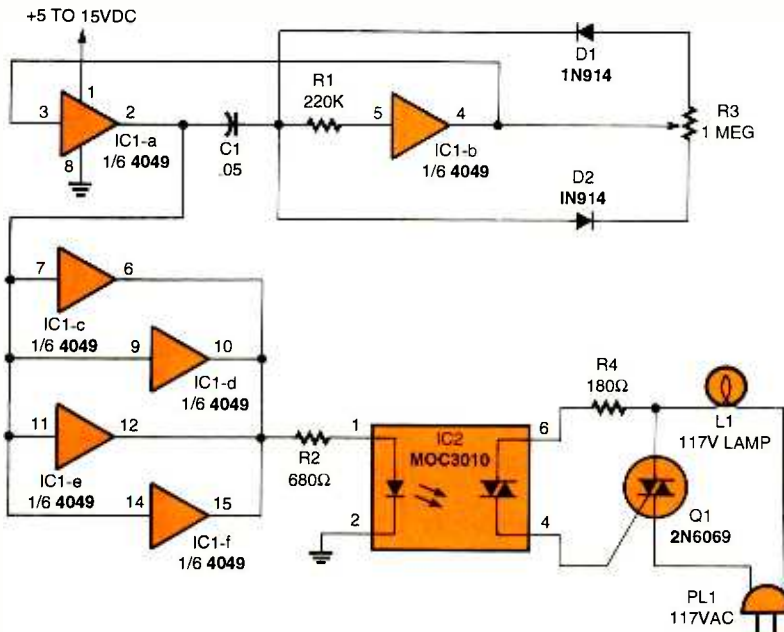 +5 TO 15VDC
D1
1N914
R1
220K
3
1
2
5
4
R3
1 MEG
IC1-a
1/6 4049
8
C1
.05
IC1-b
1/6 4049
D2
IN914
7
6
IC1-c
1/6 4049
9
10
IC1-d
1/6 4049
R4
180Ω
11
12
IC1-e
1/6 4049
R2
680Ω
1
IC2
MOC3010
6
L1
117V LAMP
14
15
IC1-f
1/6 4049
2
4
Q1
2N6069
PL1
117VAC